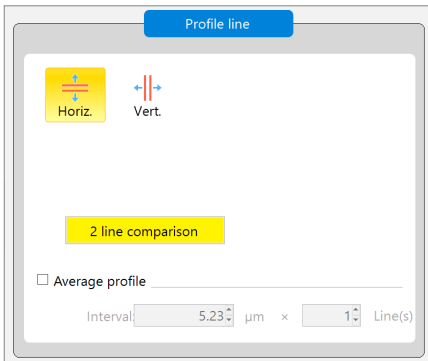 Profile line
Horiz. Vert.
2 line comparison
Average profile
Interval: 5.23 μm × 1 Line(s)